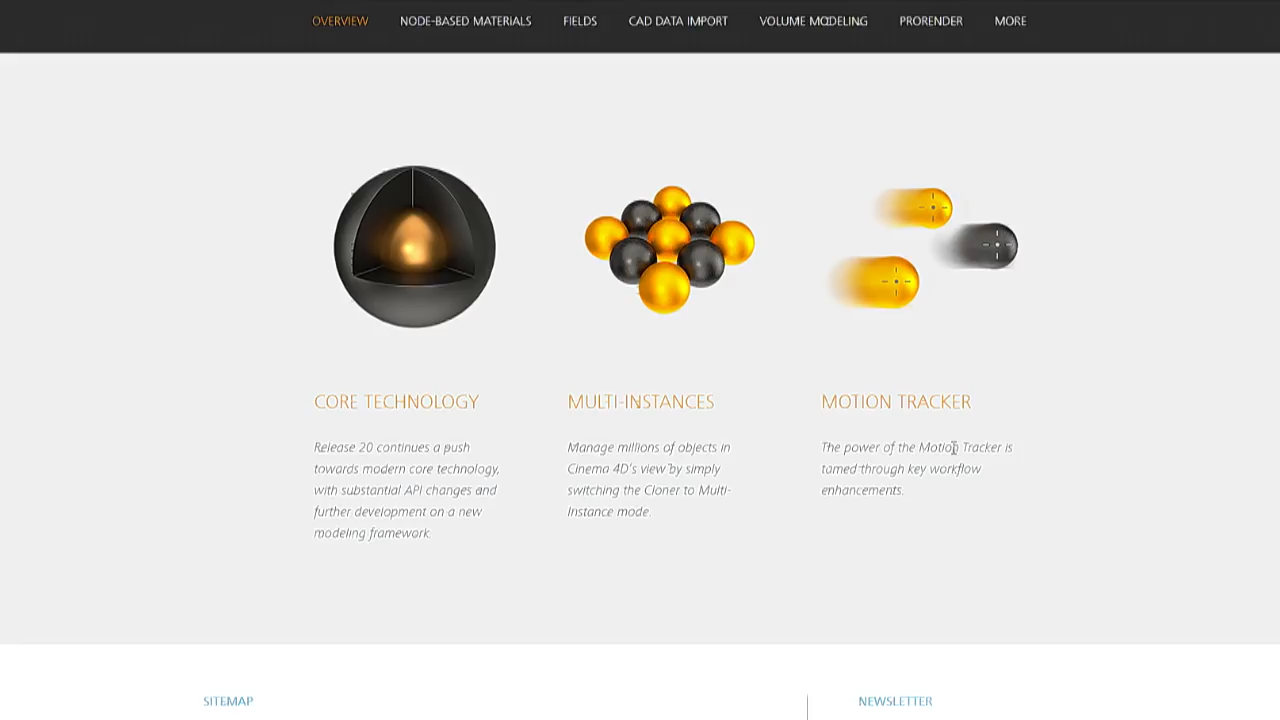 OVERVIEW NODE-BASED MATERIALS FIELDS CAD DATA IMPORT VOLUME MODELING PRORENDER MORE
CORE TECHNOLOGY
Release 20 continues a push
towards modern core technology,
with substantial API changes and
further development on a new
modeling framework.
MULTI-INSTANCES
Manage millions of objects in
Cinema 4D's view by simply
switching the Cloner to Multi-
Instance mode.
MOTION TRACKER
The power of the Motion Tracker is
tamed through key workflow
enhancements.
SITEMAP
NEWSLETTER